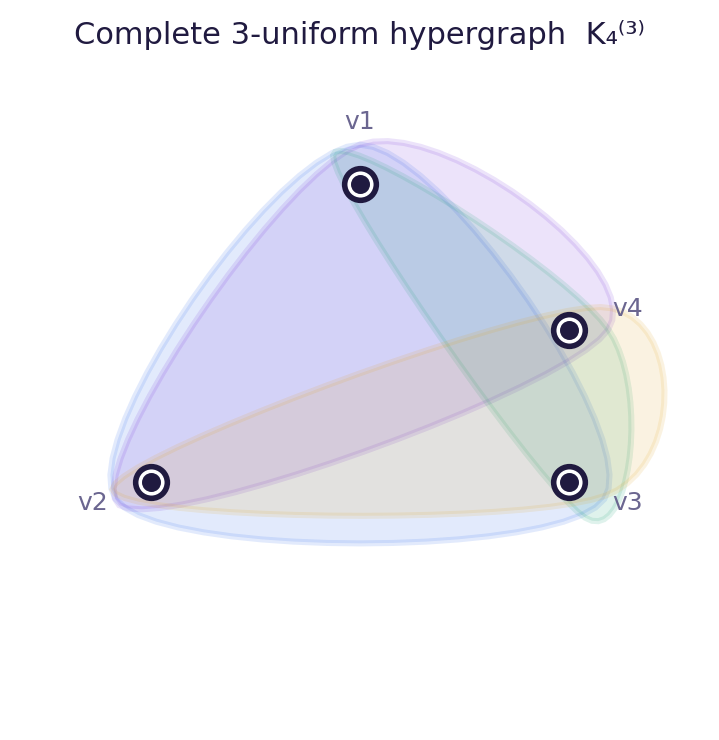 Complete 3-uniform hypergraph K₄⁽³⁾
v1
v4
v2
v3